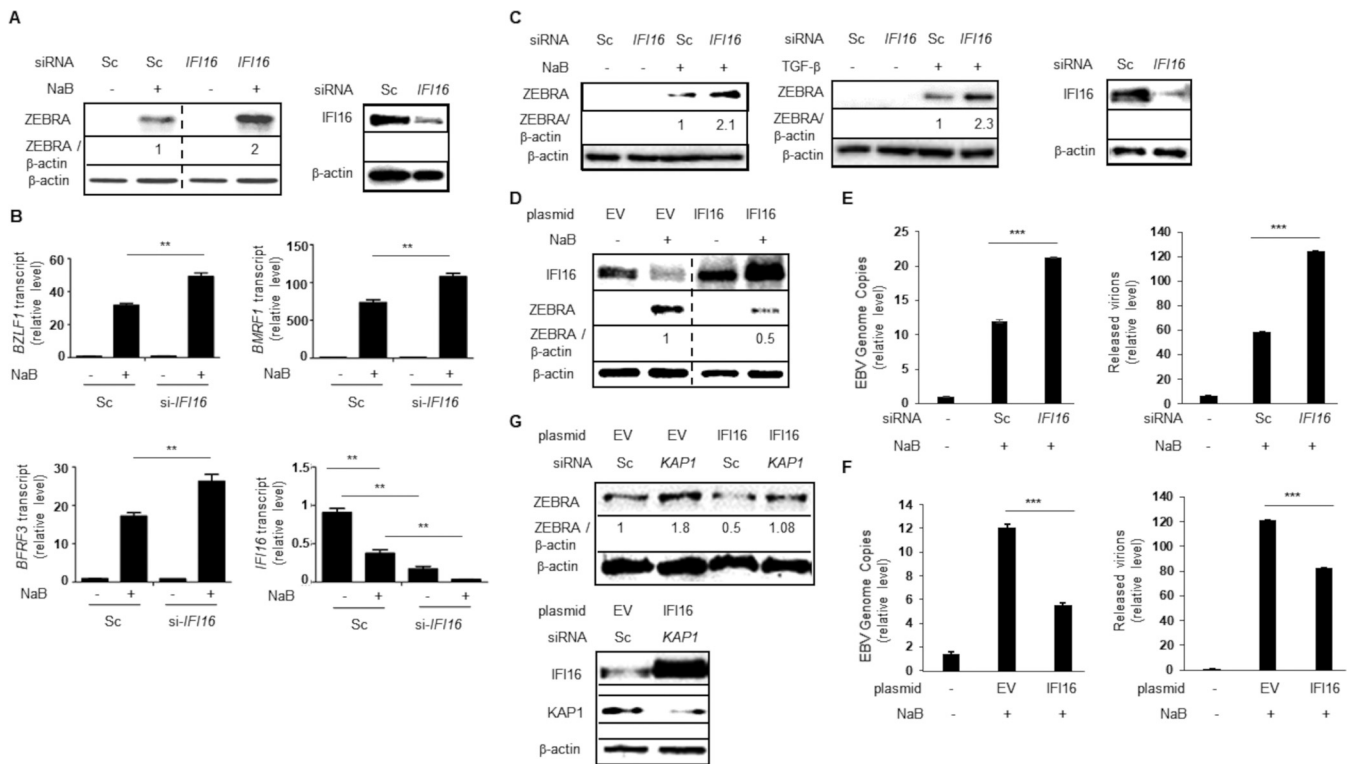 A
siRNA Sc Sc IFI16 IFI16
NaB - + - +
ZEBRA
ZEBRA /
β-actin 1 2
β-actin
siRNA Sc IFI16
IFI16
β-actin
B
BZLF1 transcript
(relative level)
60
40
20
0
**
NaB - + - +
Sc si-IFI16
BMRF1 transcript
(relative level)
1500
1000
500
0
**
NaB - + - +
Sc si-IFI16
BFRF3 transcript
(relative level)
30
20
10
0
**
NaB - + - +
Sc si-IFI16
IFI16 transcript
(relative level)
1.5
1
0.5
0
**
**
**
NaB - + - +
Sc si-IFI16
C
siRNA Sc IFI16 Sc IFI16
NaB - - + +
ZEBRA
ZEBRA/
β-actin 1 2.1
β-actin
siRNA Sc IFI16 Sc IFI16
TGF-β - - + +
ZEBRA
ZEBRA/
β-actin 1 2.3
β-actin
siRNA Sc IFI16
IFI16
β-actin
D
plasmid EV EV IFI16 IFI16
NaB - + - +
IFI16
ZEBRA
ZEBRA /
β-actin 1 0.5
β-actin
E
EBV Genome Copies
(relative level)
25
20
15
10
5
0
***
siRNA - Sc IFI16
NaB - + +
Released virions
(relative level)
140
120
100
80
60
40
20
0
***
siRNA - Sc IFI16
NaB - + +
F
EBV Genome Copies
(relative level)
14
12
10
8
6
4
2
0
***
plasmid - EV IFI16
NaB - + +
Released virions
(relative level)
140
120
100
80
60
40
20
0
***
plasmid - EV IFI16
NaB - + +
G
plasmid EV EV IFI16 IFI16
siRNA Sc KAP1 Sc KAP1
ZEBRA
ZEBRA / 1 1.8 0.5 1.08
β-actin
β-actin
plasmid EV IFI16
siRNA Sc KAP1
IFI16
KAP1
β-actin